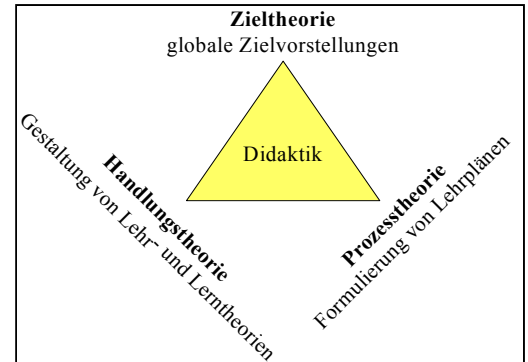 Zieltheorie
globale Zielvorstellungen
Didaktik
Handlungstheorie
Gestaltung von Lehr- und Lerntheorien
Prozesstheorie
Formulierung von Lehrplänen